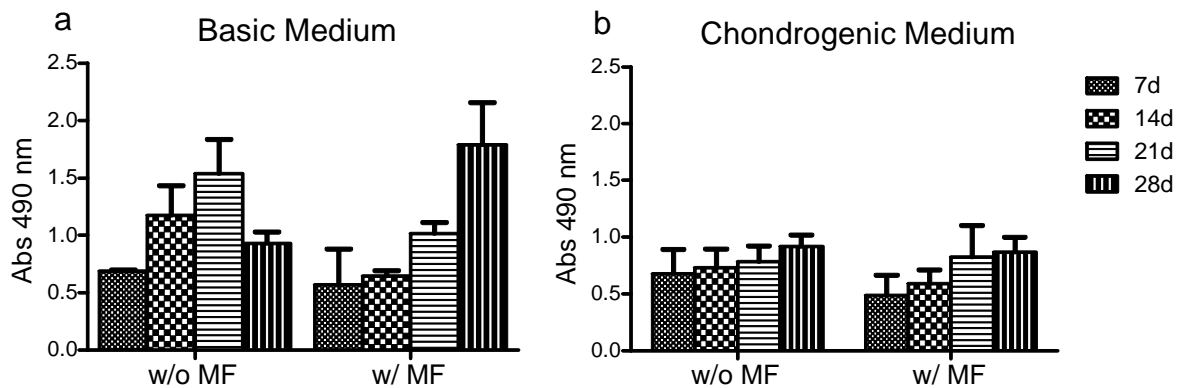 a
Basic Medium
2.5
2.0
1.5
1.0
0.5
0.0
Abs 490 nm
w/o MF
w/ MF
b
Chondrogenic Medium
2.5
2.0
1.5
1.0
0.5
0.0
Abs 490 nm
w/o MF
w/ MF
7d
14d
21d
28d